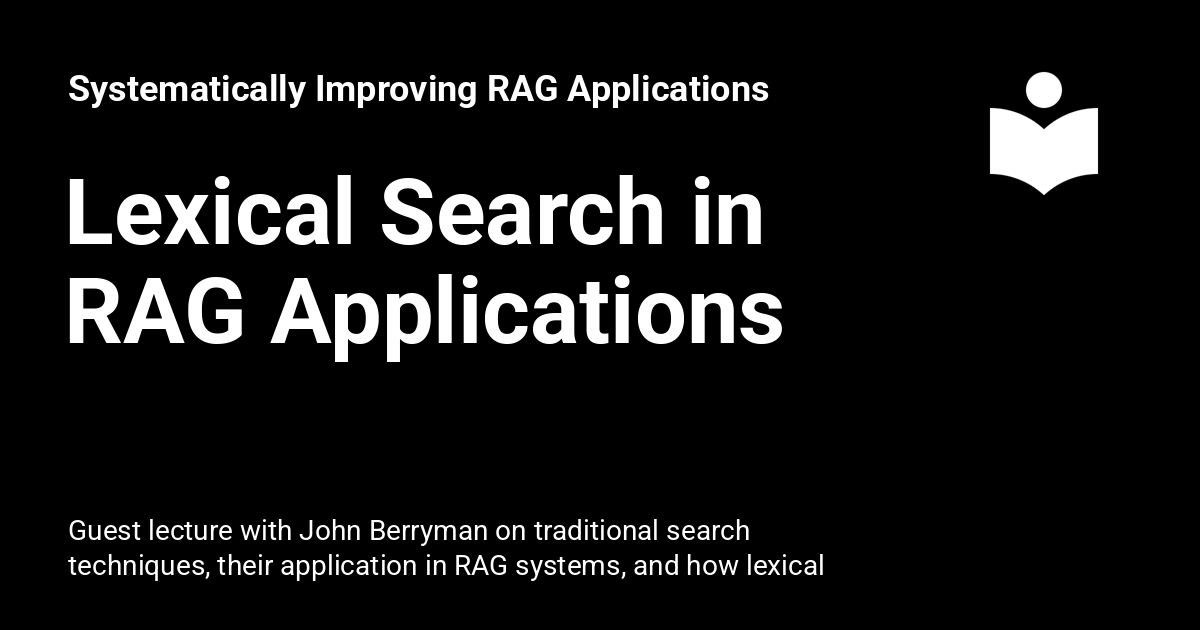 Systematically Improving RAG Applications
Lexical Search in
RAG Applications
Guest lecture with John Berryman on traditional search
techniques, their application in RAG systems, and how lexical